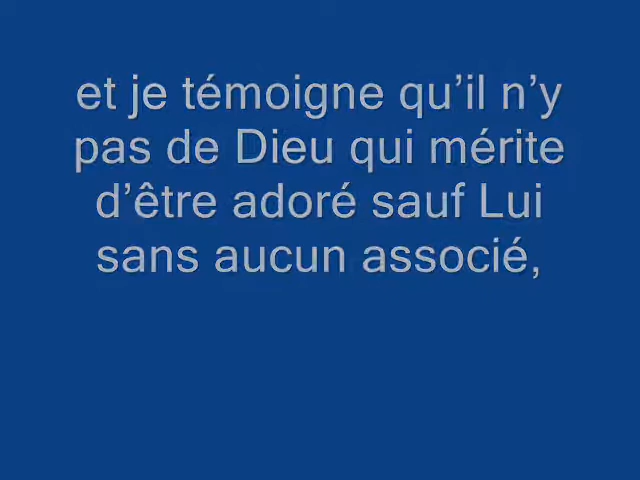 et je témoigne qu’il n’y
pas de Dieu qui mérite
d’être adoré sauf Lui
sans aucun associé,